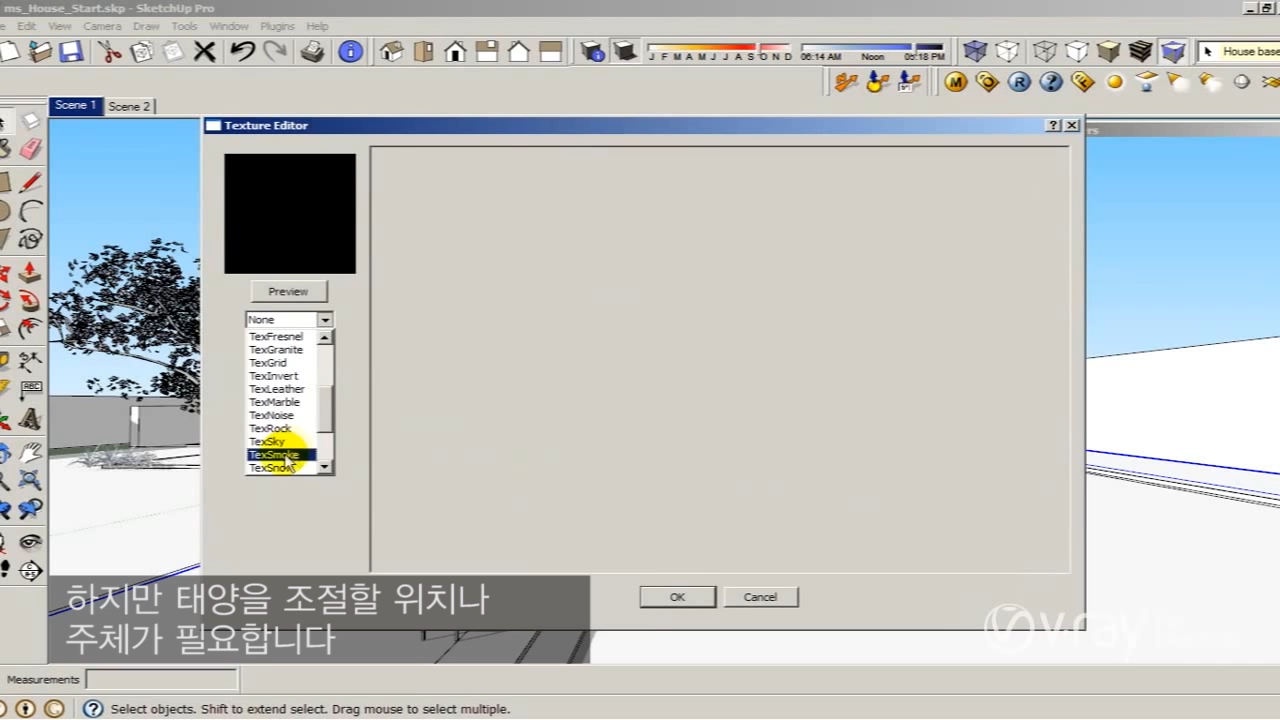 ms_House_Start.skp - SketchUp Pro
Edit View Camera Draw Tools Window Plugins Help
J F M A M J J A S O N D 06:14 AM Noon 05:18 PM
House base
Scene 1 Scene 2
Texture Editor
Preview
None
TexFresnel
TexGranite
TexGrid
TexInvert
TexLeather
TexMarble
TexNoise
TexRock
TexSky
TexSmoke
TexSnow
ABC
OK Cancel
하지만 태양을 조절할 위치나
주체가 필요합니다
v.ray
Measurements
Select objects. Shift to extend select. Drag mouse to select multiple.